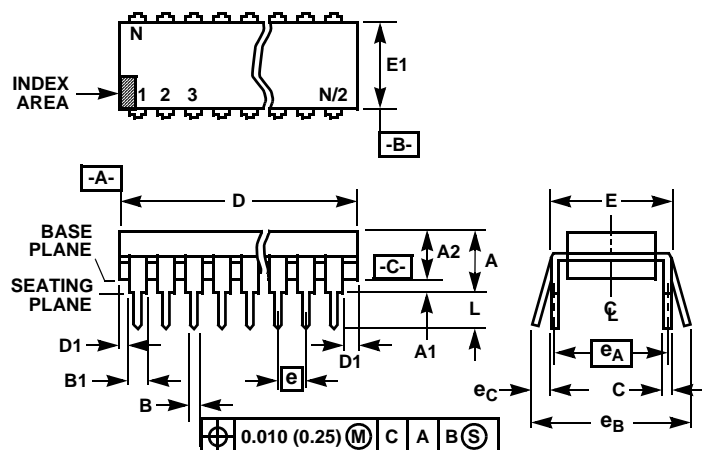 N
E1
INDEX
AREA
1 2 3 N/2
-B-
-A-
D
E
BASE
PLANE
A2
A
-C-
SEATING
PLANE
L
D1
A1
D1
B1
e
eA
B
eC
C
eB
0.010 (0.25) M C A B S